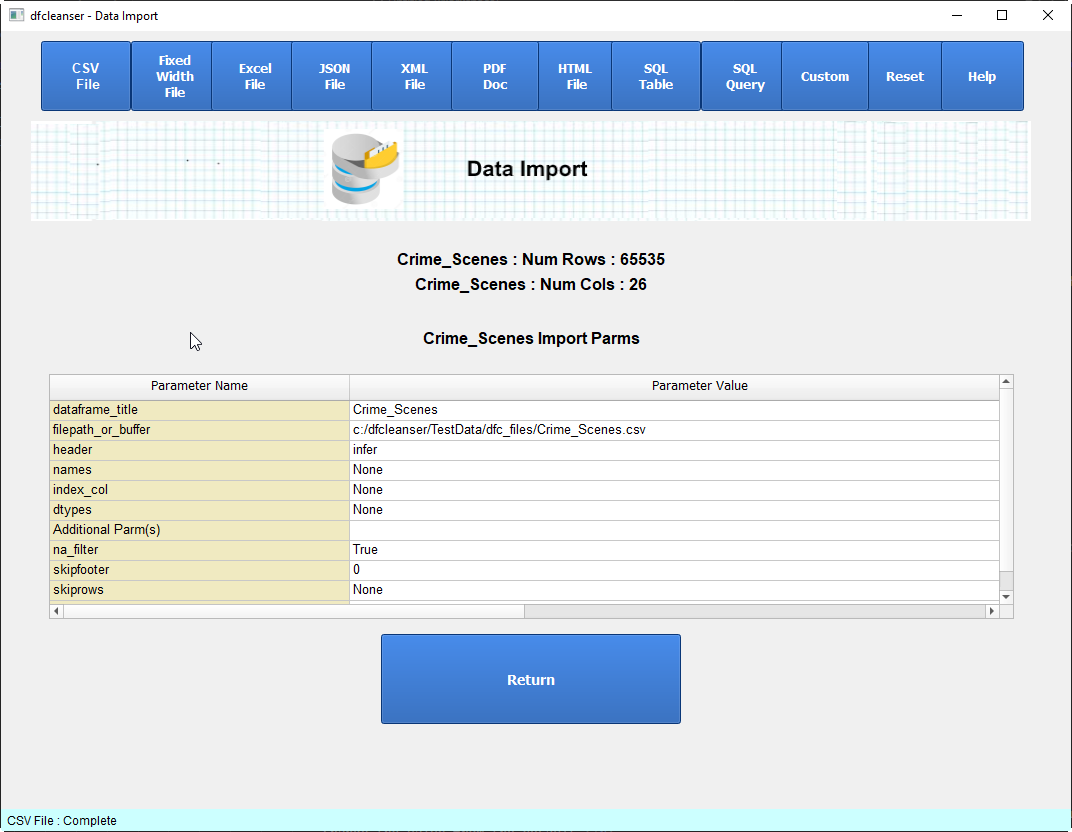 dfcleanser - Data Import
CSV File
Fixed Width File
Excel File
JSON File
XML File
PDF Doc
HTML File
SQL Table
SQL Query
Custom
Reset
Help
Data Import
Crime_Scenes : Num Rows : 65535
Crime_Scenes : Num Cols : 26
Crime_Scenes Import Parms
Parameter Name Parameter Value
dataframe_title Crime_Scenes
filepath_or_buffer c:/dfcleanser/TestData/dfc_files/Crime_Scenes.csv
header infer
names None
index_col None
dtypes None
Additional Parm(s)
na_filter True
skipfooter 0
skiprows None
Return
CSV File : Complete